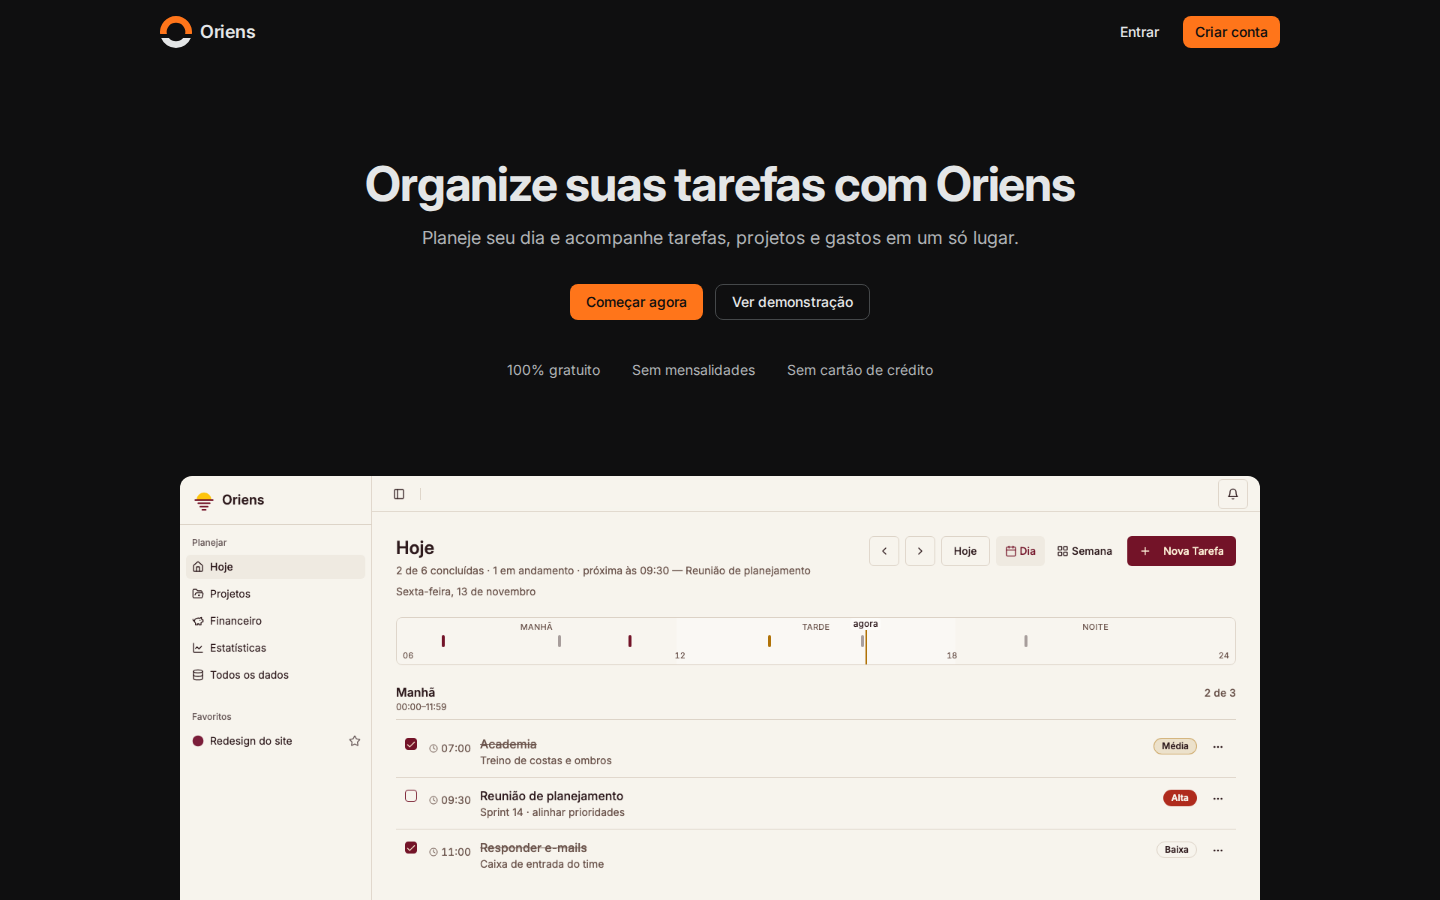 Oriens
Entrar
Criar conta
Organize suas tarefas com Oriens
Planeje seu dia e acompanhe tarefas, projetos e gastos em um só lugar.
Começar agora
Ver demonstração
100% gratuito
Sem mensalidades
Sem cartão de crédito
Oriens
Planejar
Hoje
Projetos
Financeiro
Estatísticas
Todos os dados
Favoritos
Redesign do site
Hoje
2 de 6 concluídas · 1 em andamento · próxima às 09:30 — Reunião de planejamento
Sexta-feira, 13 de novembro
Hoje
Dia
Semana
Nova Tarefa
MANHÃ
TARDE
agora
NOITE
06
12
18
24
Manhã
00:00–11:59
2 de 3
07:00
Academia
Treino de costas e ombros
Média
09:30
Reunião de planejamento
Sprint 14 · alinhar prioridades
Alta
11:00
Responder e-mails
Caixa de entrada do time
Baixa